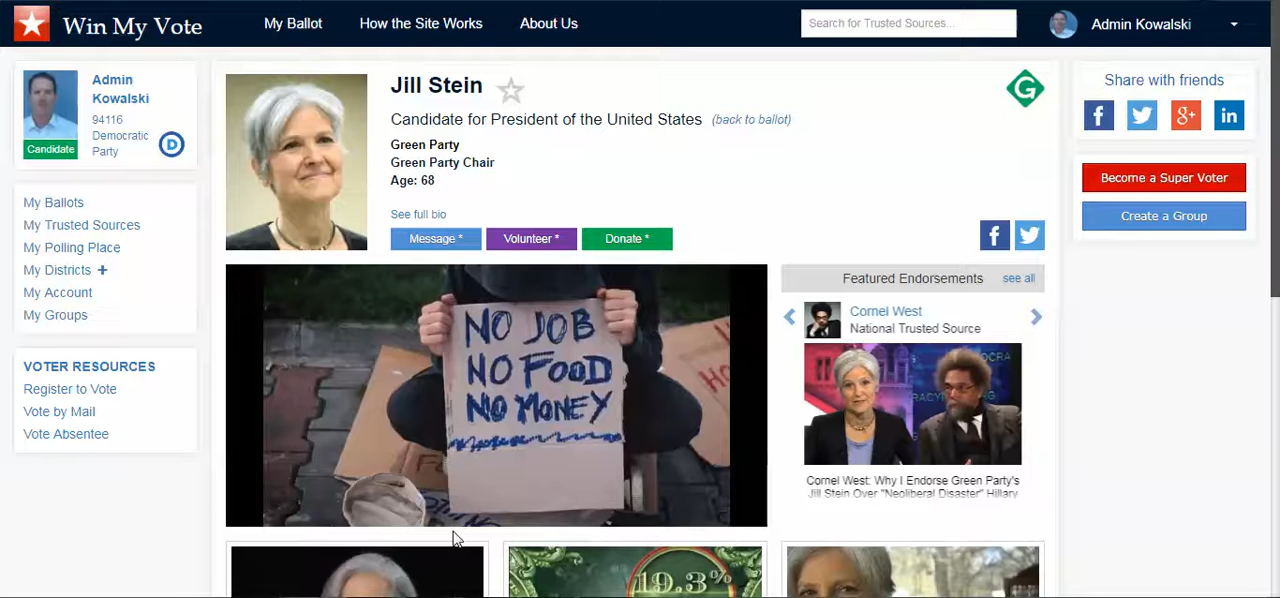 Win My Vote
My Ballot
How the Site Works
About Us
Search for Trusted Sources...
Admin Kowalski
Admin
Kowalski
94116
Democratic
Party
D
Candidate
My Ballots
My Trusted Sources
My Polling Place
My Districts +
My Account
My Groups
VOTER RESOURCES
Register to Vote
Vote by Mail
Vote Absentee
Jill Stein
G
Candidate for President of the United States (back to ballot)
Green Party
Green Party Chair
Age: 68
See full bio
Message *
Volunteer *
Donate *
f
NO JOB
NO FOOD
NO MONEY
Featured Endorsements
see all
Cornel West
National Trusted Source
Cornel West: Why I Endorse Green Party's
Jill Stein Over "Neoliberal Disaster" Hillary
19.3%
Share with friends
f
g+
in
Become a Super Voter
Create a Group